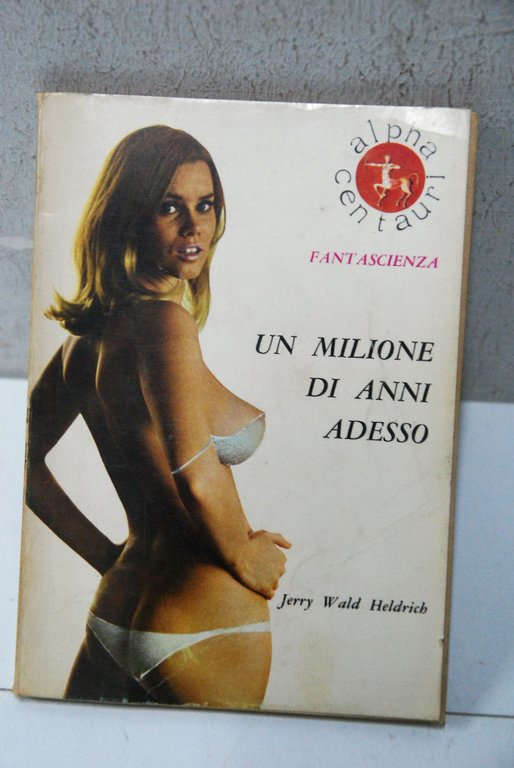 alpha
centauri
FANTASCIENZA
UN MILIONE
DI ANNI
ADESSO
Jerry Wald Heldrich